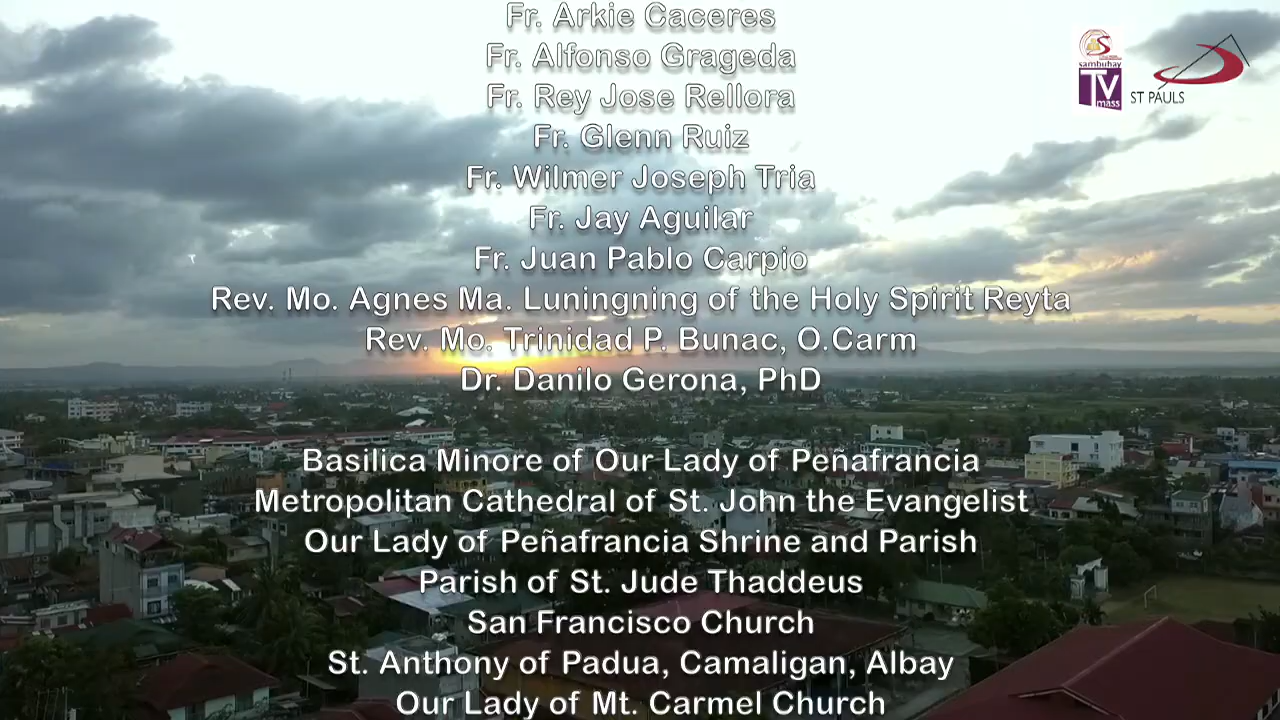 Fr. Arkie Caceres
Fr. Alfonso Grageda
Fr. Rey Jose Rellora
Fr. Glenn Ruiz
Fr. Wilmer Joseph Tria
Fr. Jay Aguilar
Fr. Juan Pablo Carpio
Rev. Mo. Agnes Ma. Luningning of the Holy Spirit Reyta
Rev. Mo. Trinidad P. Bunac, O.Carm
Dr. Danilo Gerona, PhD
Basilica Minore of Our Lady of Peñafrancia
Metropolitan Cathedral of St. John the Evangelist
Our Lady of Peñafrancia Shrine and Parish
Parish of St. Jude Thaddeus
San Francisco Church
St. Anthony of Padua, Camaligan, Albay
Our Lady of Mt. Carmel Church
sambuhay
TV
mass
ST PAULS